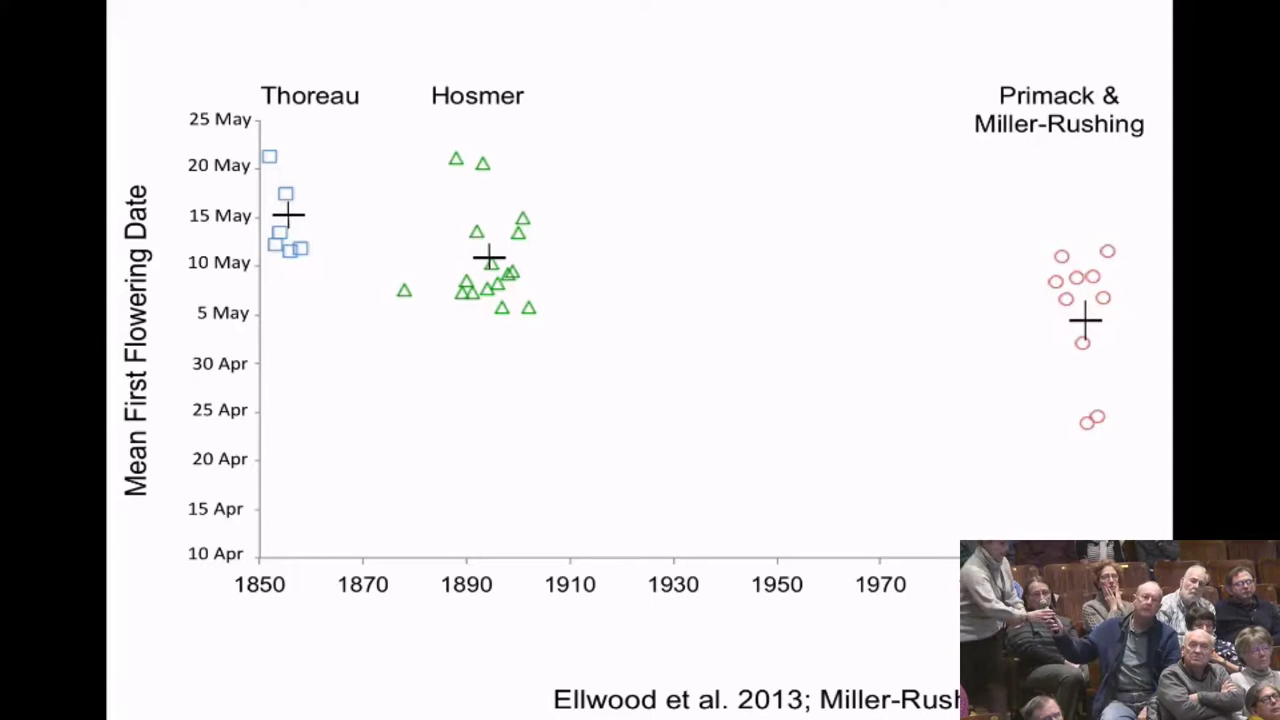 Thoreau
Hosmer
Primack &
Miller-Rushing
25 May
20 May
15 May
10 May
5 May
30 Apr
25 Apr
20 Apr
15 Apr
10 Apr
Mean First Flowering Date
1850
1870
1890
1910
1930
1950
1970
Ellwood et al. 2013; Miller-Rush